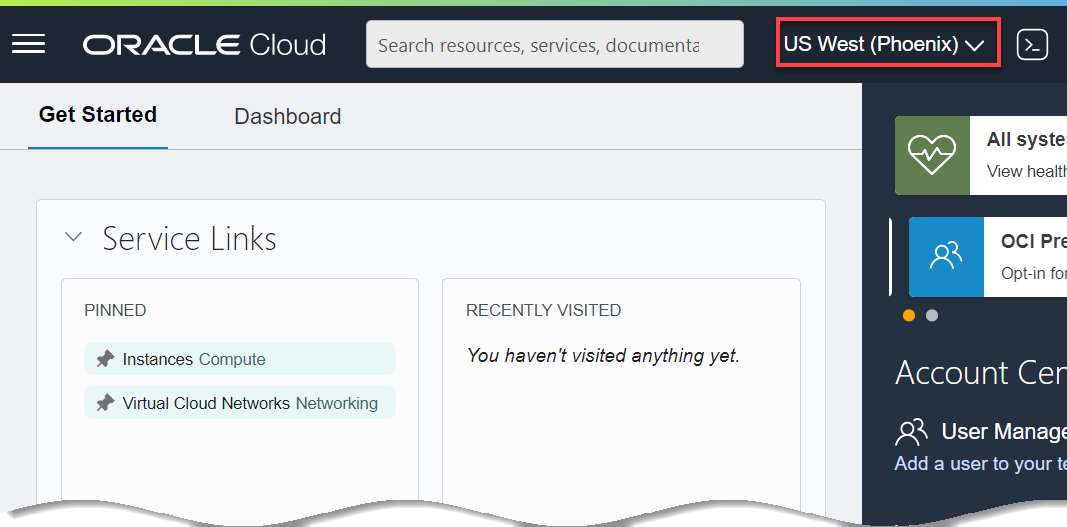 ORACLE Cloud
Search resources, services, documenta
US West (Phoenix)
Get Started
Dashboard
All syste
View healt
Service Links
OCI Pre
Opt-in for
PINNED
RECENTLY VISITED
Instances Compute
You haven't visited anything yet.
Virtual Cloud Networks Networking
Account Cen
User Manage
Add a user to your te